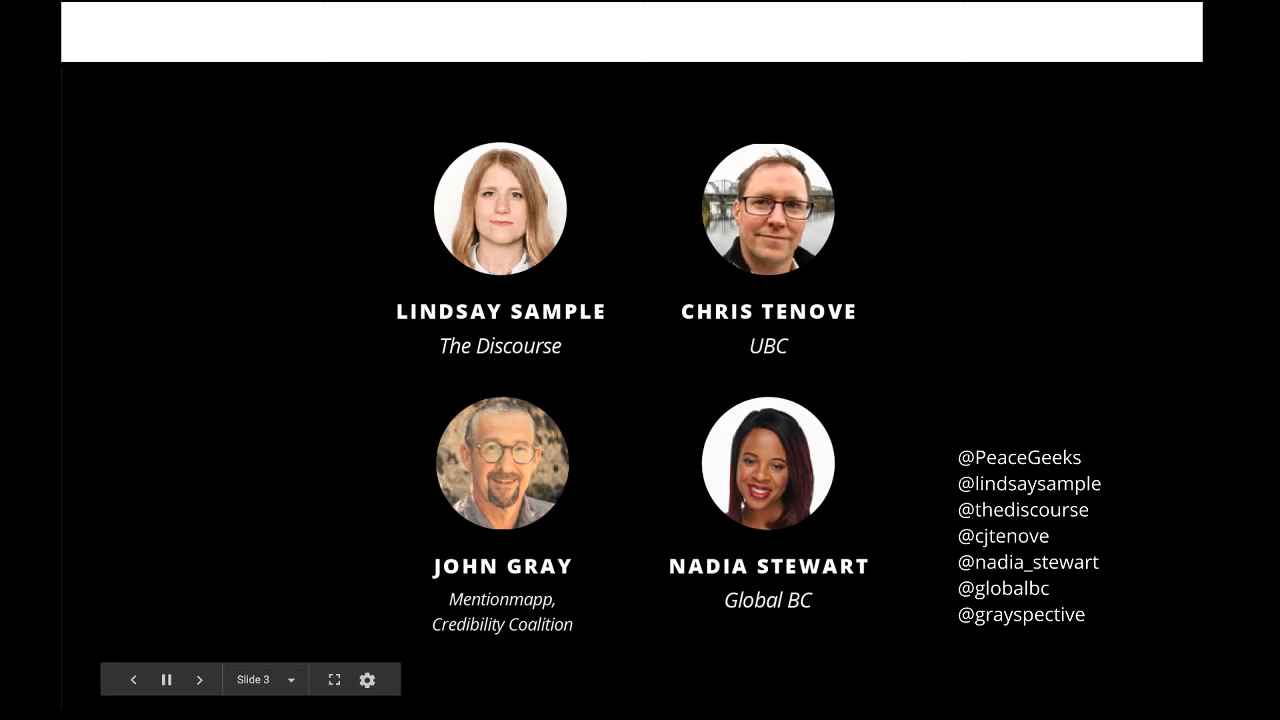 LINDSAY SAMPLE
The Discourse
CHRIS TENOVE
UBC
JOHN GRAY
Mentionmapp,
Credibility Coalition
NADIA STEWART
Global BC
@PeaceGeeks
@lindsaysample
@thediscourse
@cjtenove
@nadia_stewart
@globalbc
@grayspective
Slide 3